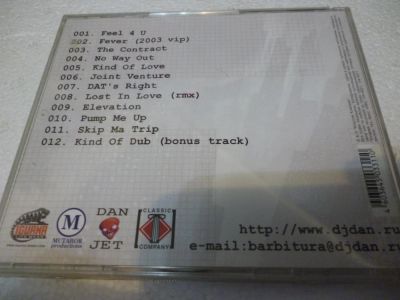 001. Feel 4 U
002. Fever (2003 vip)
003. The Contract
004. No Way Out
005. Kind Of Love
006. Joint Venture
007. DAT's Right
008. Lost In Love (rmx)
009. Elevation
010. Pump Me Up
011. Skip Ma Trip
012. Kind Of Dub (bonus track)
IGUANA
M
MUTABOR
productions
DAN
JET
CLASSIC
COMPANY
http://www.djdan.ru
e-mail:barbitura@djdan.ru